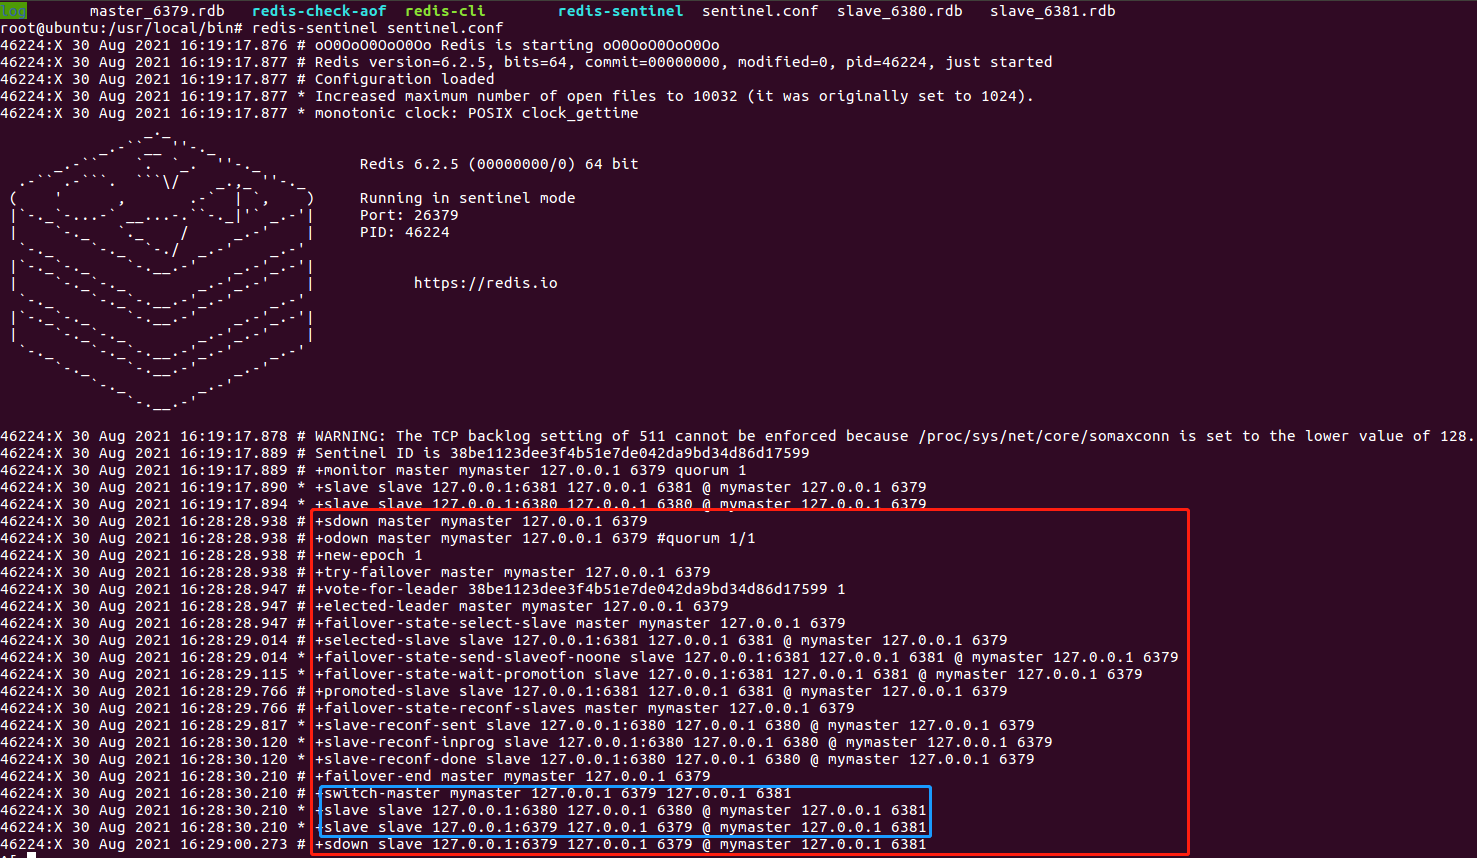 log       master_6379.rdb   redis-check-aof  redis-cli        redis-sentinel  sentinel.conf  slave_6380.rdb   slave_6381.rdb
root@ubuntu:/usr/local/bin# redis-sentinel sentinel.conf
46224:X 30 Aug 2021 16:19:17.876 # oO0OoO0OoO0Oo Redis is starting oO0OoO0OoO0Oo
46224:X 30 Aug 2021 16:19:17.877 # Redis version=6.2.5, bits=64, commit=00000000, modified=0, pid=46224, just started
46224:X 30 Aug 2021 16:19:17.877 # Configuration loaded
46224:X 30 Aug 2021 16:19:17.877 * Increased maximum number of open files to 10032 (it was originally set to 1024).
46224:X 30 Aug 2021 16:19:17.877 * monotonic clock: POSIX clock_gettime
Redis 6.2.5 (00000000/0) 64 bit
Running in sentinel mode
Port: 26379
PID: 46224
https://redis.io
46224:X 30 Aug 2021 16:19:17.878 # WARNING: The TCP backlog setting of 511 cannot be enforced because /proc/sys/net/core/somaxconn is set to the lower value of 128.
46224:X 30 Aug 2021 16:19:17.889 # Sentinel ID is 38be1123dee3f4b51e7de042da9bd34d86d17599
46224:X 30 Aug 2021 16:19:17.889 # +monitor master mymaster 127.0.0.1 6379 quorum 1
46224:X 30 Aug 2021 16:19:17.890 * +slave slave 127.0.0.1:6381 127.0.0.1 6381 @ mymaster 127.0.0.1 6379
46224:X 30 Aug 2021 16:19:17.894 * +slave slave 127.0.0.1:6380 127.0.0.1 6380 @ mymaster 127.0.0.1 6379
46224:X 30 Aug 2021 16:28:28.938 # +sdown master mymaster 127.0.0.1 6379
46224:X 30 Aug 2021 16:28:28.938 # +odown master mymaster 127.0.0.1 6379 #quorum 1/1
46224:X 30 Aug 2021 16:28:28.938 # +new-epoch 1
46224:X 30 Aug 2021 16:28:28.938 # +try-failover master mymaster 127.0.0.1 6379
46224:X 30 Aug 2021 16:28:28.947 # +vote-for-leader 38be1123dee3f4b51e7de042da9bd34d86d17599 1
46224:X 30 Aug 2021 16:28:28.947 # +elected-leader master mymaster 127.0.0.1 6379
46224:X 30 Aug 2021 16:28:28.947 # +failover-state-select-slave master mymaster 127.0.0.1 6379
46224:X 30 Aug 2021 16:28:29.014 # +selected-slave slave 127.0.0.1:6381 127.0.0.1 6381 @ mymaster 127.0.0.1 6379
46224:X 30 Aug 2021 16:28:29.014 * +failover-state-send-slaveof-noone slave 127.0.0.1:6381 127.0.0.1 6381 @ mymaster 127.0.0.1 6379
46224:X 30 Aug 2021 16:28:29.115 * +failover-state-wait-promotion slave 127.0.0.1:6381 127.0.0.1 6381 @ mymaster 127.0.0.1 6379
46224:X 30 Aug 2021 16:28:29.766 # +promoted-slave slave 127.0.0.1:6381 127.0.0.1 6381 @ mymaster 127.0.0.1 6379
46224:X 30 Aug 2021 16:28:29.766 # +failover-state-reconf-slaves master mymaster 127.0.0.1 6379
46224:X 30 Aug 2021 16:28:29.817 * +slave-reconf-sent slave 127.0.0.1:6380 127.0.0.1 6380 @ mymaster 127.0.0.1 6379
46224:X 30 Aug 2021 16:28:30.120 * +slave-reconf-inprog slave 127.0.0.1:6380 127.0.0.1 6380 @ mymaster 127.0.0.1 6379
46224:X 30 Aug 2021 16:28:30.120 * +slave-reconf-done slave 127.0.0.1:6380 127.0.0.1 6380 @ mymaster 127.0.0.1 6379
46224:X 30 Aug 2021 16:28:30.210 # +failover-end master mymaster 127.0.0.1 6379
46224:X 30 Aug 2021 16:28:30.210 # +switch-master mymaster 127.0.0.1 6379 127.0.0.1 6381
46224:X 30 Aug 2021 16:28:30.210 * +slave slave 127.0.0.1:6380 127.0.0.1 6380 @ mymaster 127.0.0.1 6381
46224:X 30 Aug 2021 16:28:30.210 * +slave slave 127.0.0.1:6379 127.0.0.1 6379 @ mymaster 127.0.0.1 6381
46224:X 30 Aug 2021 16:29:00.273 # +sdown slave 127.0.0.1:6379 127.0.0.1 6379 @ mymaster 127.0.0.1 6381